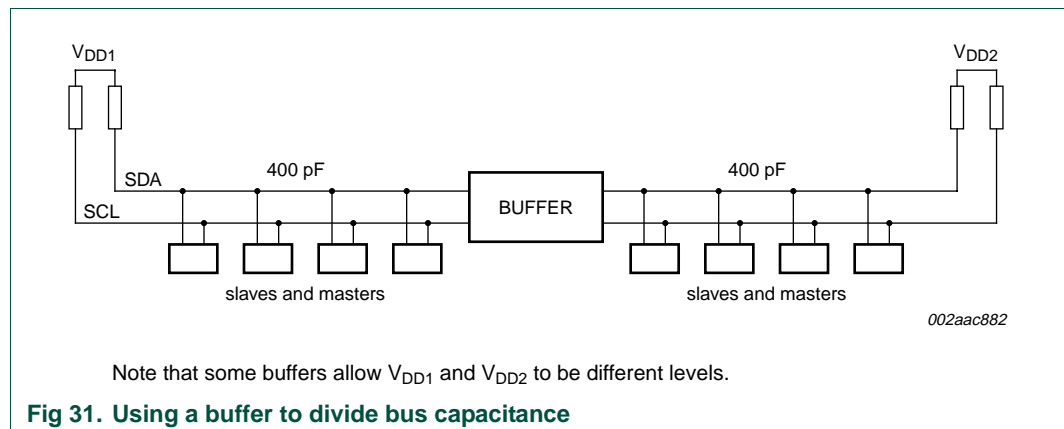 VDD1 VDD2
400 pF 400 pF
SDA
BUFFER
SCL
slaves and masters slaves and masters
002aac882
Note that some buffers allow VDD1 and VDD2 to be different levels.
Fig 31. Using a buffer to divide bus capacitance